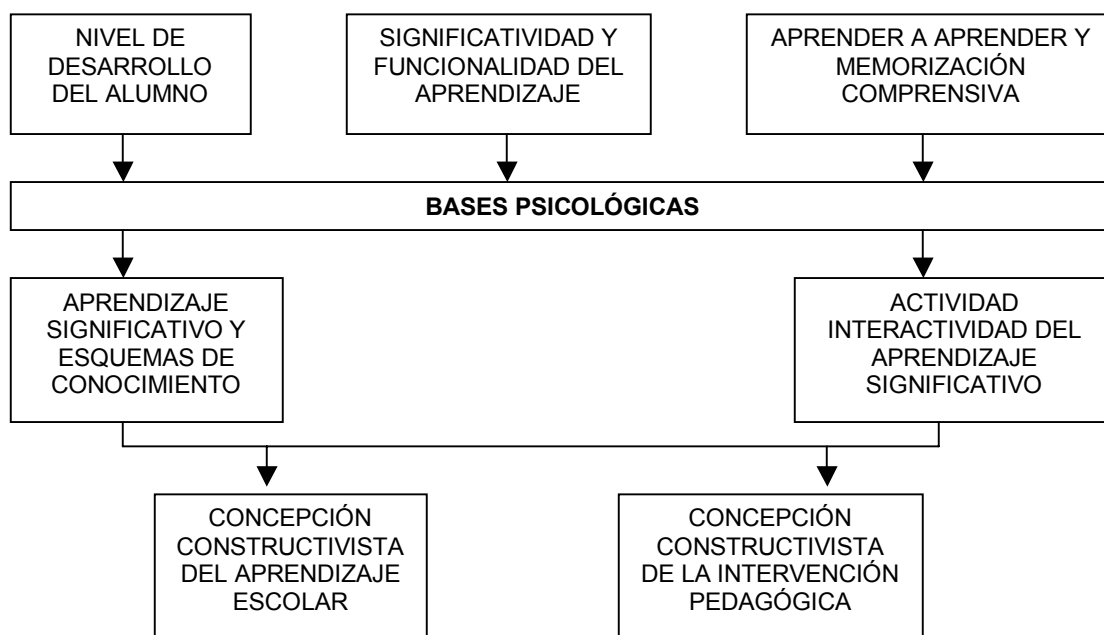 NIVEL DE
DESARROLLO
DEL ALUMNO
SIGNIFICATIVIDAD Y
FUNCIONALIDAD DEL
APRENDIZAJE
APRENDER A APRENDER Y
MEMORIZACIÓN
COMPRENSIVA
BASES PSICOLÓGICAS
APRENDIZAJE
SIGNIFICATIVO Y
ESQUEMAS DE
CONOCIMIENTO
ACTIVIDAD
INTERACTIVIDAD DEL
APRENDIZAJE
SIGNIFICATIVO
CONCEPCIÓN
CONSTRUCTIVISTA
DEL APRENDIZAJE
ESCOLAR
CONCEPCIÓN
CONSTRUCTIVISTA
DE LA INTERVENCIÓN
PEDAGÓGICA